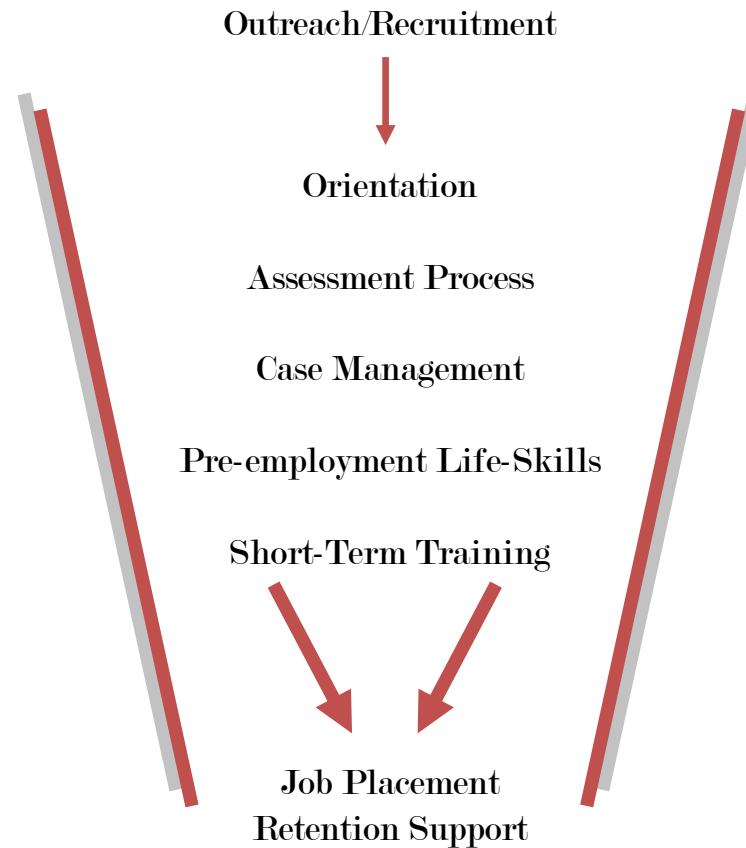 Outreach/Recruitment
Orientation
Assessment Process
Case Management
Pre-employment Life-Skills
Short-Term Training
Job Placement
Retention Support